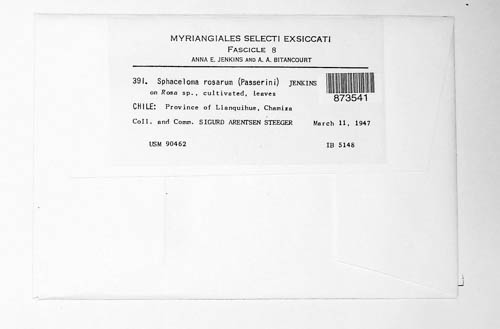 MYRIANGIALES SELECTI EXSICCATI
FASCICLE 8
ANNA E. JENKINS AND A. A. BITANCOURT
391. Sphaceloma rosarum (Passerini) JENKINS
on Rosa sp., cultivated, leaves
873541
CHILE: Province of Llanquihue, Chamiza
Coll. and Comm. SIGURD ARENTSEN STEEGER March 11, 1947
USM 90462 IB 5148